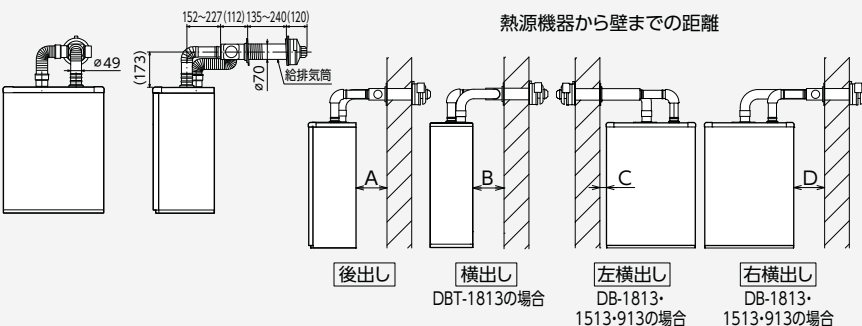 熱源機器から壁までの距離
152~227(112) 135~240(120)
ø49
(173)
ø70
給排気筒
A
B
C
D
後出し
横出し
DBT-1813の場合
左横出し
DB-1813・
1513・913の場合
右横出し
DB-1813・
1513・913の場合